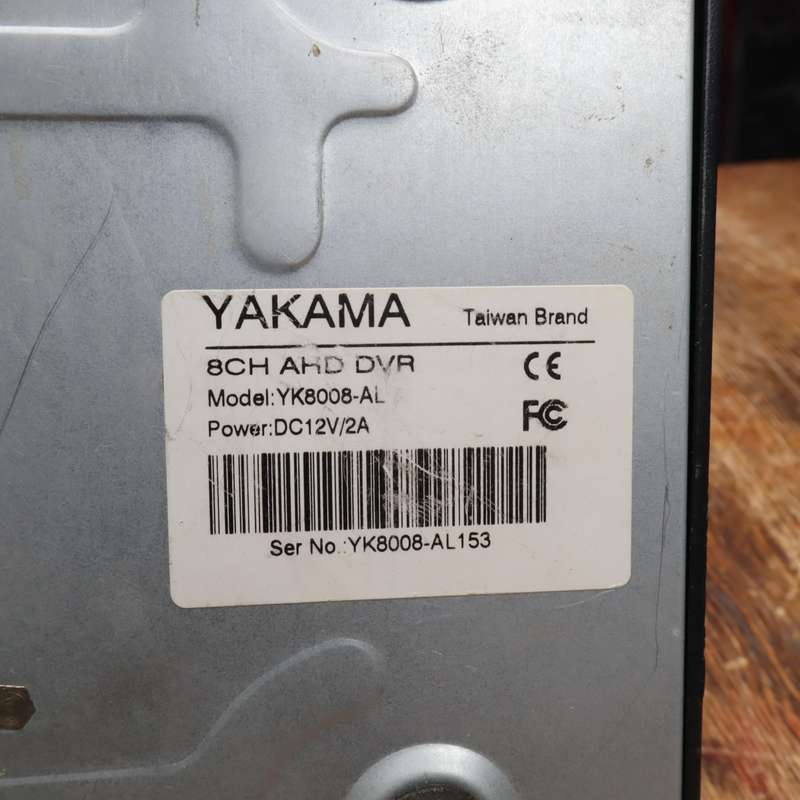 YAKAMA Taiwan Brand
8CH AHD DVR CE
Model:YK8008-AL
Power:DC12V/2A FC
Ser No.:YK8008-AL153